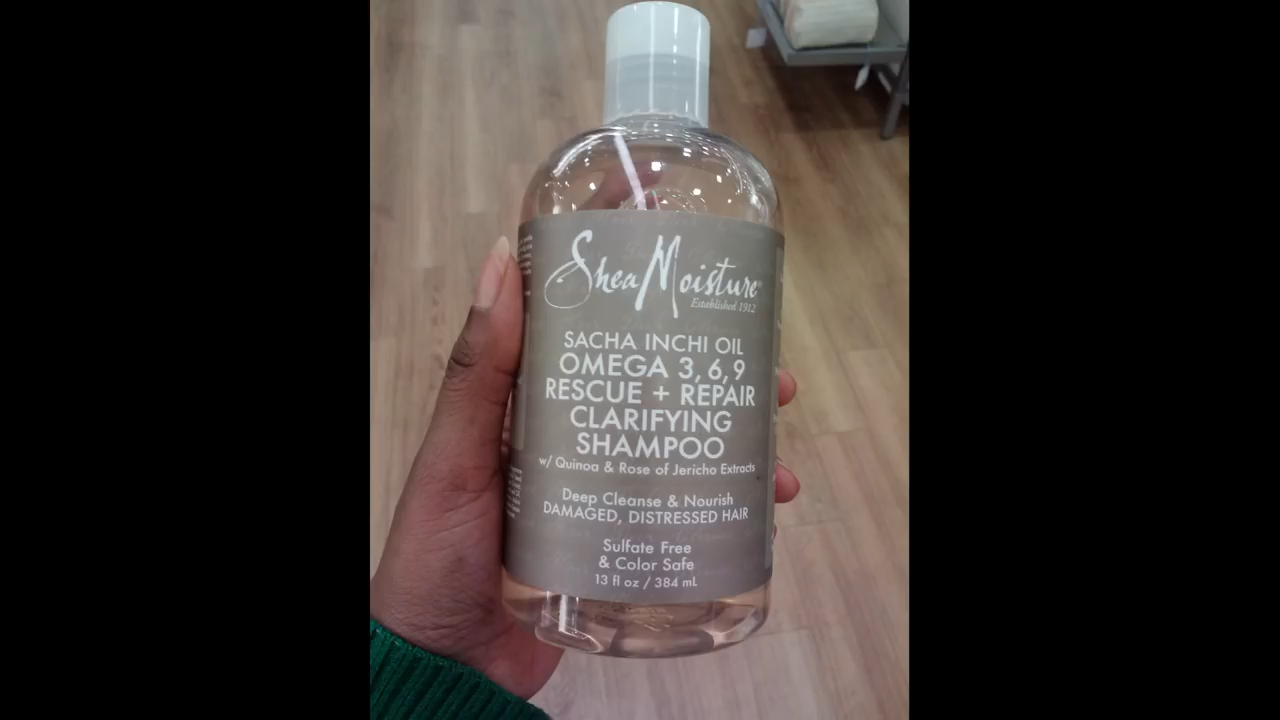 SheaMoisture
Established 1912
SACHA INCHI OIL
OMEGA 3, 6, 9
RESCUE + REPAIR
CLARIFYING
SHAMPOO
w/ Quinoa & Rose of Jericho Extracts
Deep Cleanse & Nourish
DAMAGED, DISTRESSED HAIR
Sulfate Free
& Color Safe
13 fl oz / 384 mL